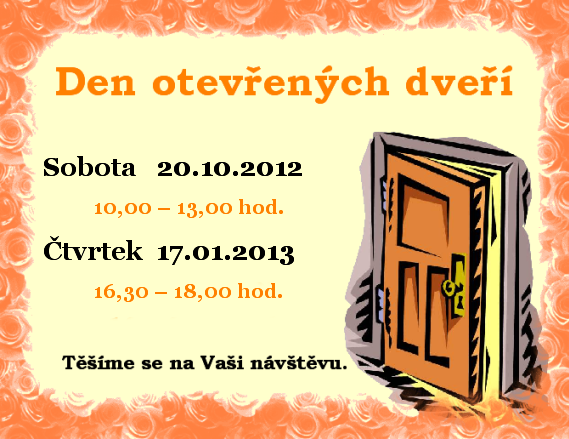 Den otevřených dveří
Sobota 20.10.2012
10,00 – 13,00 hod.
Čtvrtek 17.01.2013
16,30 – 18,00 hod.
Těšíme se na Vaši návštěvu.